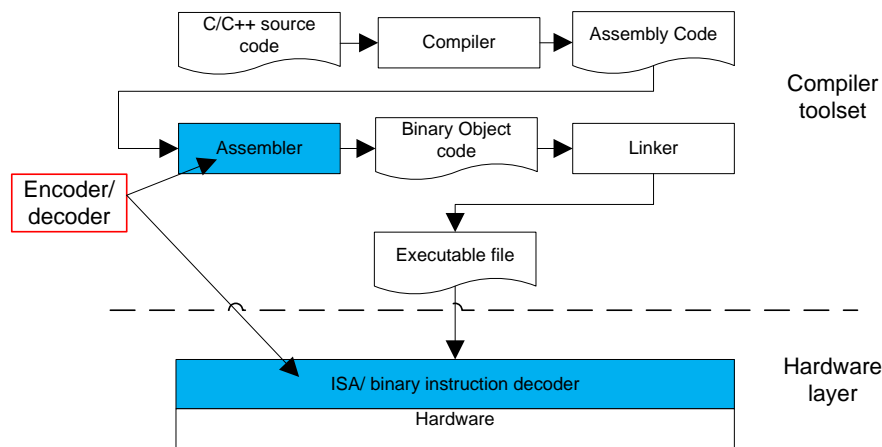 C/C++ source
code
Compiler
Assembly Code
Compiler
toolset
Assembler
Binary Object
code
Linker
Encoder/
decoder
Executable file
ISA/ binary instruction decoder
Hardware
Hardware
layer